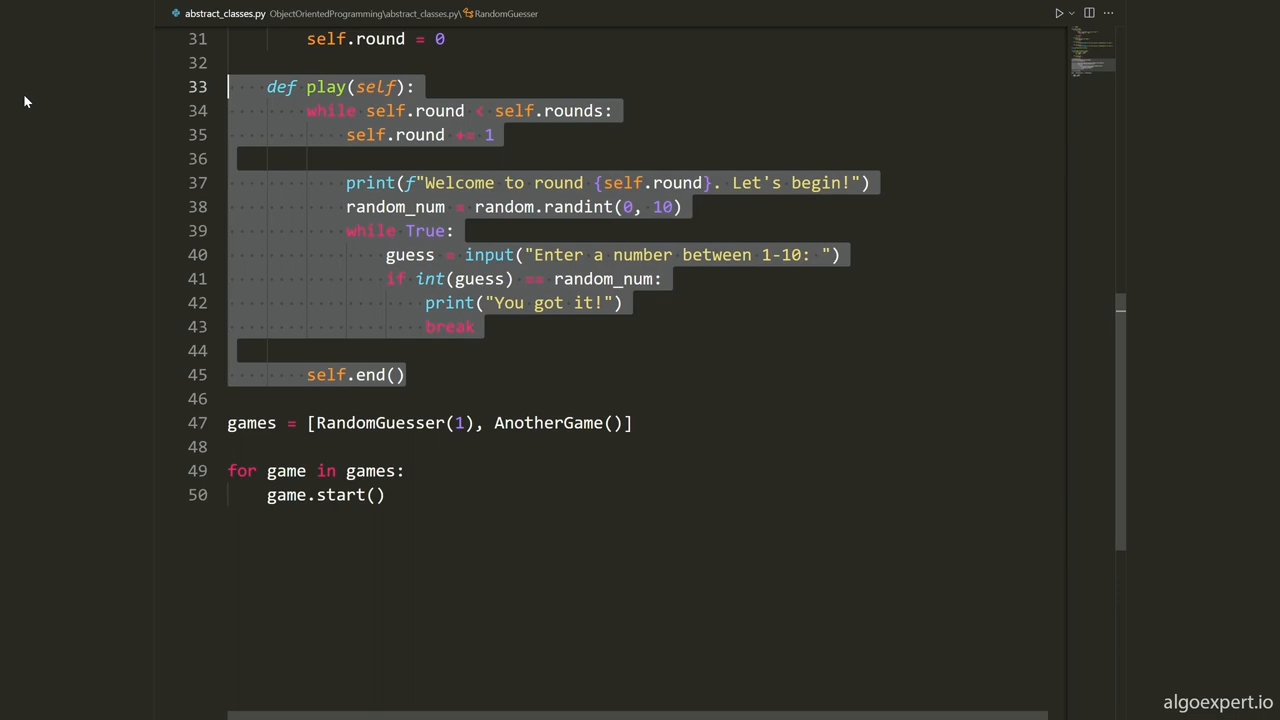 abstract_classes.py ObjectOrientedProgramming\abstract_classes.py\RandomGuesser
31 self.round = 0
32
33 def play(self):
34 while self.round < self.rounds:
35 self.round += 1
36
37 print(f"Welcome to round {self.round}. Let's begin!")
38 random_num = random.randint(0, 10)
39 while True:
40 guess = input("Enter a number between 1-10: ")
41 if int(guess) == random_num:
42 print("You got it!")
43 break
44
45 self.end()
46
47 games = [RandomGuesser(1), AnotherGame()]
48
49 for game in games:
50 game.start()
algoexpert.io